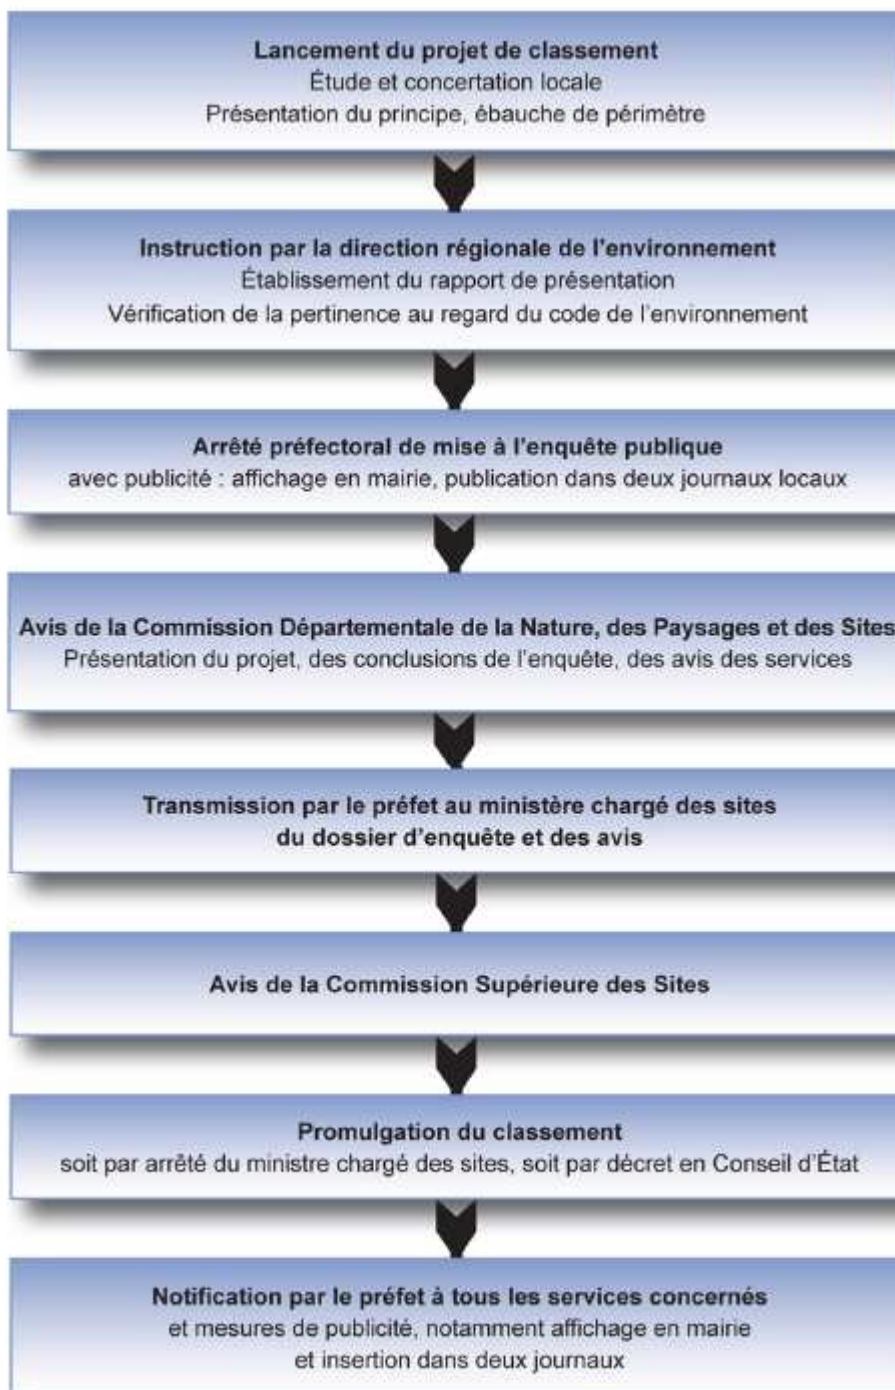 Lancement du projet de classement
Étude et concertation locale
Présentation du principe, ébauche de périmètre
Instruction par la direction régionale de l'environnement
Établissement du rapport de présentation
Vérification de la pertinence au regard du code de l'environnement
Arrêté préfectoral de mise à l'enquête publique
avec publicité : affichage en mairie, publication dans deux journaux locaux
Avis de la Commission Départementale de la Nature, des Paysages et des Sites
Présentation du projet, des conclusions de l'enquête, des avis des services
Transmission par le préfet au ministère chargé des sites
du dossier d'enquête et des avis
Avis de la Commission Supérieure des Sites
Promulgation du classement
soit par arrêté du ministre chargé des sites, soit par décret en Conseil d'État
Notification par le préfet à tous les services concernés
et mesures de publicité, notamment affichage en mairie
et insertion dans deux journaux